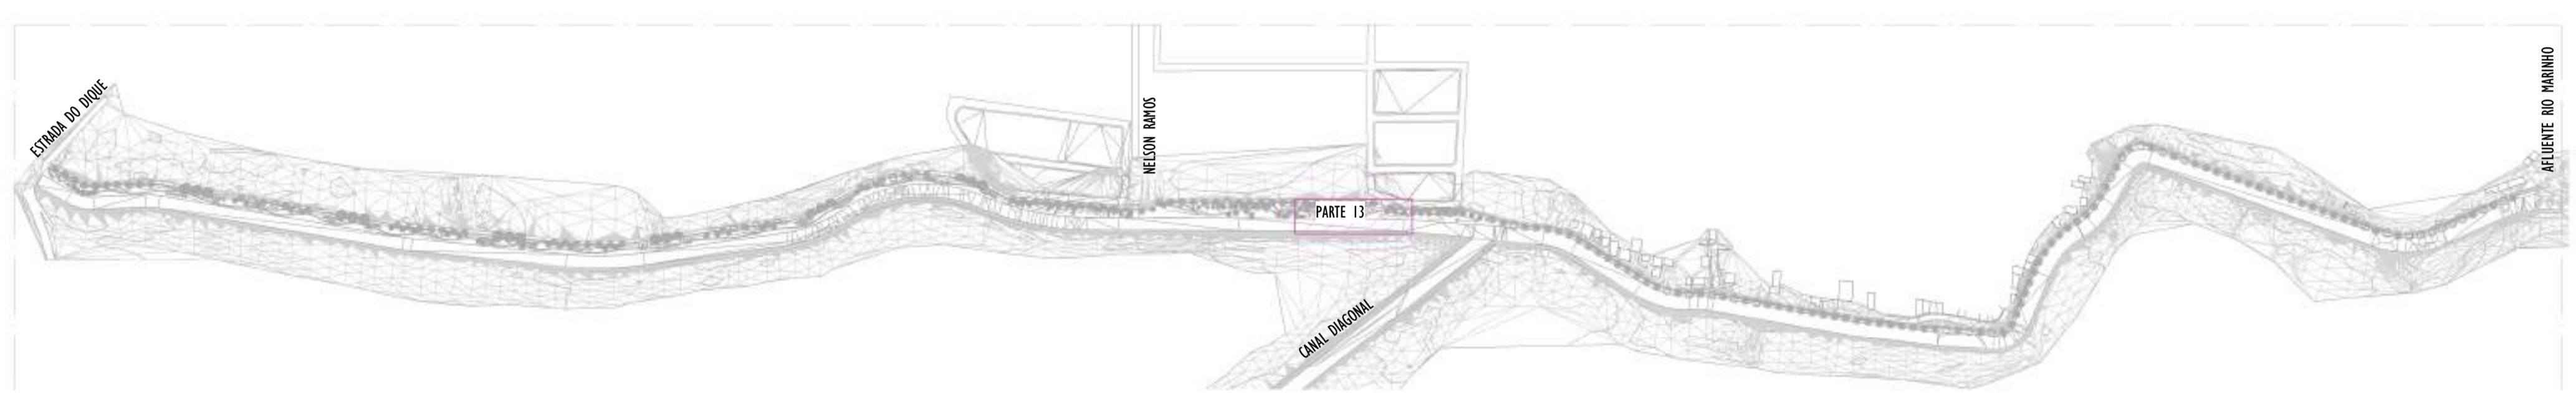 ESTRADA DO DIQUE
NELSON RAMOS
PARTE 13
CANAL DIAGONAL
AFLUENTE RIO MARINHO